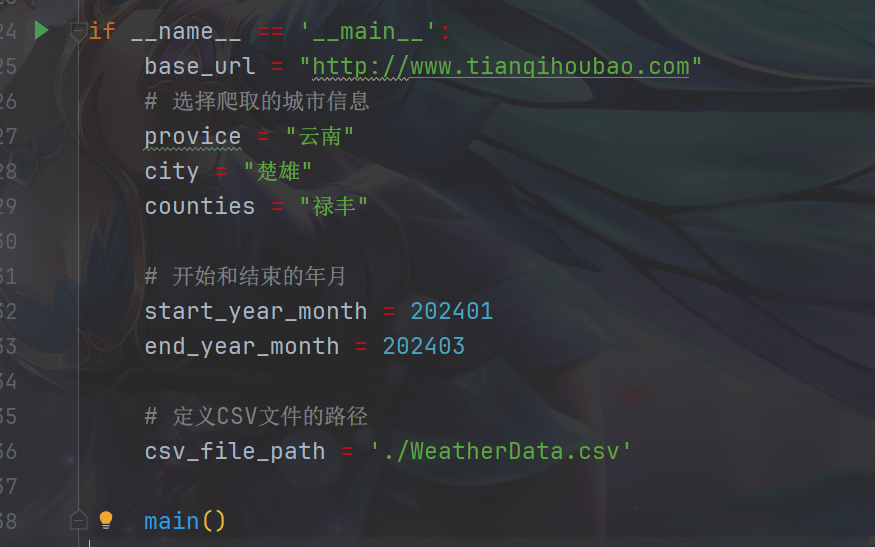 24 if __name__ == '__main__':
25 base_url = "http://www.tianqihoubao.com"
26 # 选择爬取的城市信息
27 provice = "云南"
28 city = "楚雄"
29 counties = "禄丰"
30
31 # 开始和结束的年月
32 start_year_month = 202401
33 end_year_month = 202403
34
35 # 定义CSV文件的路径
36 csv_file_path = './WeatherData.csv'
37
38 main()